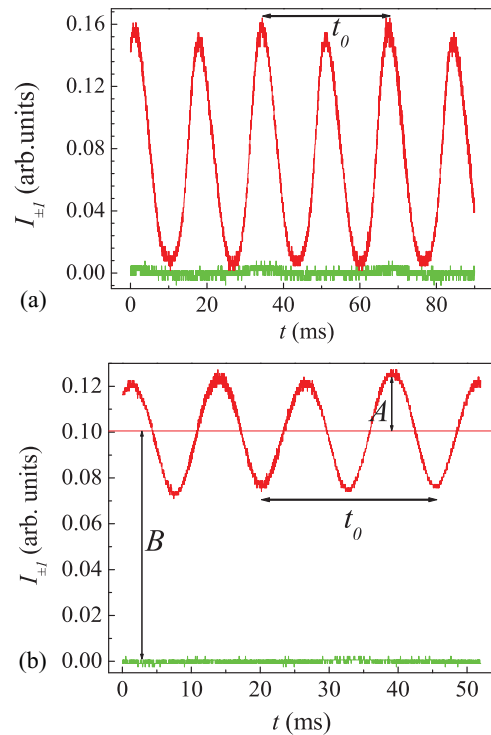 0.16
0.12
0.08
0.04
0.00
I±1 (arb.units)
t0
0 20 40 60 80
(a) t (ms)
0.12
0.10
0.08
0.06
0.04
0.02
0.00
I±1 (arb. units)
A
B
t0
0 10 20 30 40 50
(b) t (ms)